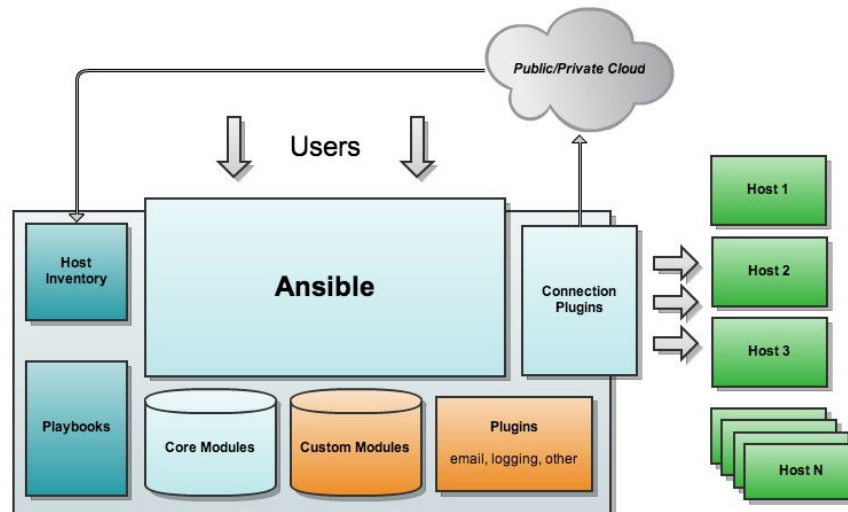 Public/Private Cloud
Users
Host 1
Host
Inventory
Ansible
Connection
Plugins
Host 2
Host 3
Playbooks
Core Modules
Custom Modules
Plugins
email, logging, other
Host N